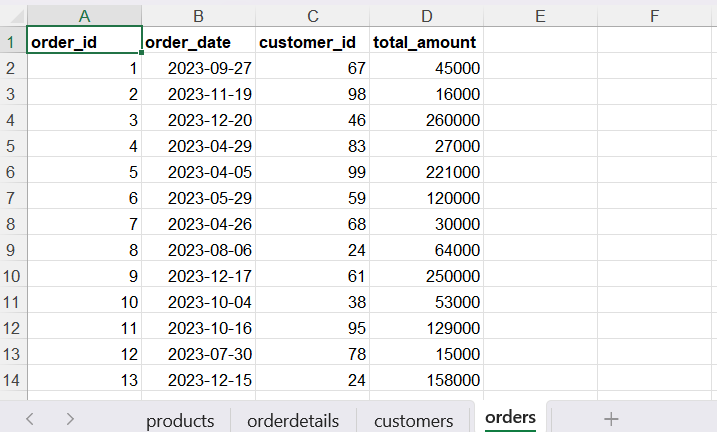 A B C D E F
1 order_id order_date customer_id total_amount
2 1 2023-09-27 67 45000
3 2 2023-11-19 98 16000
4 3 2023-12-20 46 260000
5 4 2023-04-29 83 27000
6 5 2023-04-05 99 221000
7 6 2023-05-29 59 120000
8 7 2023-04-26 68 30000
9 8 2023-08-06 24 64000
10 9 2023-12-17 61 250000
11 10 2023-10-04 38 53000
12 11 2023-10-16 95 129000
13 12 2023-07-30 78 15000
14 13 2023-12-15 24 158000
products orderdetails customers orders